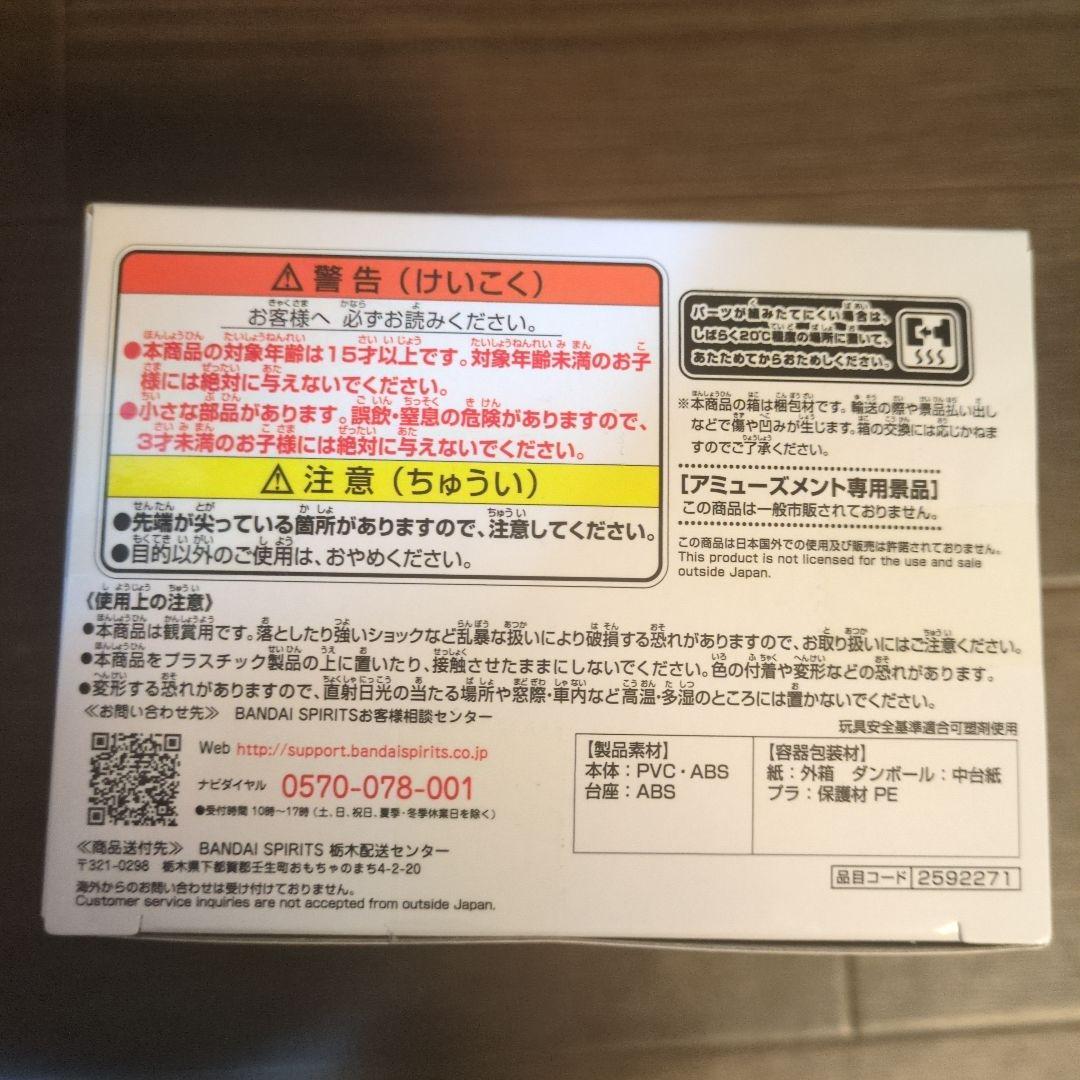 ⚠警告（けいこく）
お客様へ 必ずお読みください。
●本商品の対象年齢は15才以上です。対象年齢未満のお子
様には絶対に与えないでください。
●小さな部品があります。誤飲・窒息の危険がありますので、
3才未満のお子様には絶対に与えないでください。
⚠注意（ちゅうい）
●先端が尖っている箇所がありますので、注意してください。
●目的以外のご使用は、おやめください。
パーツが組みたてにくい場合は、
しばらく20℃程度の場所に置いて、
あたためてからおためしください。
※本商品の箱は梱包材です。輸送の際や景品払い出し
などで傷や凹みが生じます。箱の交換には応じかねま
すのでご了承ください。
【アミューズメント専用景品】
この商品は一般市販されておりません。
この商品は日本国外での使用及び販売は許諾されておりません。
This product is not licensed for the use and sale
outside Japan.
《使用上の注意》
●本商品は観賞用です。落としたり強いショックなど乱暴な扱いにより破損する恐れがありますので、お取り扱いにはご注意ください。
●本商品をプラスチック製品の上に置いたり、接触させたままにしないでください。色の付着や変形などの恐れがあります。
●変形する恐れがありますので、直射日光の当たる場所や窓際・車内など高温・多湿のところには置かないでください。
≪お問い合わせ先≫ BANDAI SPIRITSお客様相談センター
Web http://support.bandaispirits.co.jp
ナビダイヤル 0570-078-001
●受付時間 10時〜17時（土、日、祝日、夏季・冬季休業日を除く）
≪商品送付先≫ BANDAI SPIRITS 栃木配送センター
〒321-0298 栃木県下都賀郡壬生町おもちゃのまち4-2-20
海外からのお問い合わせは受け付けておりません。
Customer service inquiries are not accepted from outside Japan.
玩具安全基準適合可塑剤使用
【製品素材】
本体：PVC・ABS
台座：ABS
【容器包装材】
紙：外箱 ダンボール：中台紙
プラ：保護材 PE
品目コード 2592271